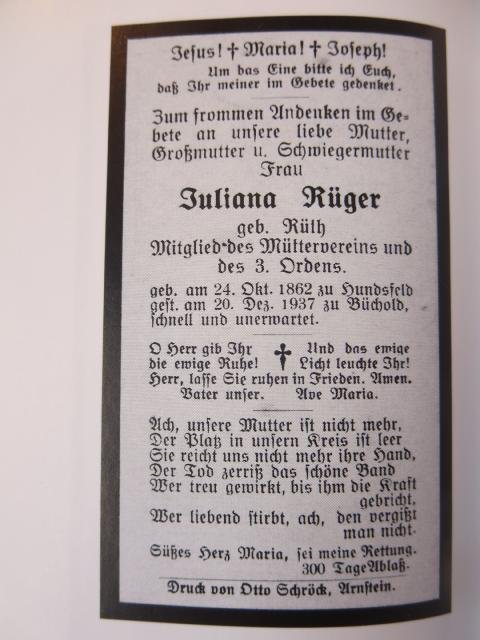 Jesus! † Maria! † Joseph!
Um das Eine bitte ich Euch,
daß Ihr meiner im Gebete gedenket.
Zum frommen Andenken im Ge=
bete an unsere liebe Mutter,
Großmutter u. Schwiegermutter
Frau
Juliana Rüger
geb. Rüth
Mitglied des Müttervereins und
des 3. Ordens.
geb. am 24. Okt. 1862 zu Hundsfeld
gest. am 20. Dez. 1937 zu Büchold,
schnell und unerwartet.
O Herr gib Ihr † Und das ewige
die ewige Ruhe! Licht leuchte Ihr!
Herr, lasse Sie ruhen in Frieden. Amen.
Vater unser. Ave Maria.
Ach, unsere Mutter ist nicht mehr,
Der Platz in unsern Kreis ist leer
Sie reicht uns nicht mehr ihre Hand,
Der Tod zerriß das schöne Band
Wer treu gewirkt, bis ihm die Kraft
gebricht,
Wer liebend stirbt, ach, den vergißt
man nicht.
Süßes Herz Maria, sei meine Rettung.
300 Tage Ablaß.
Druck von Otto Schröck, Arnstein.